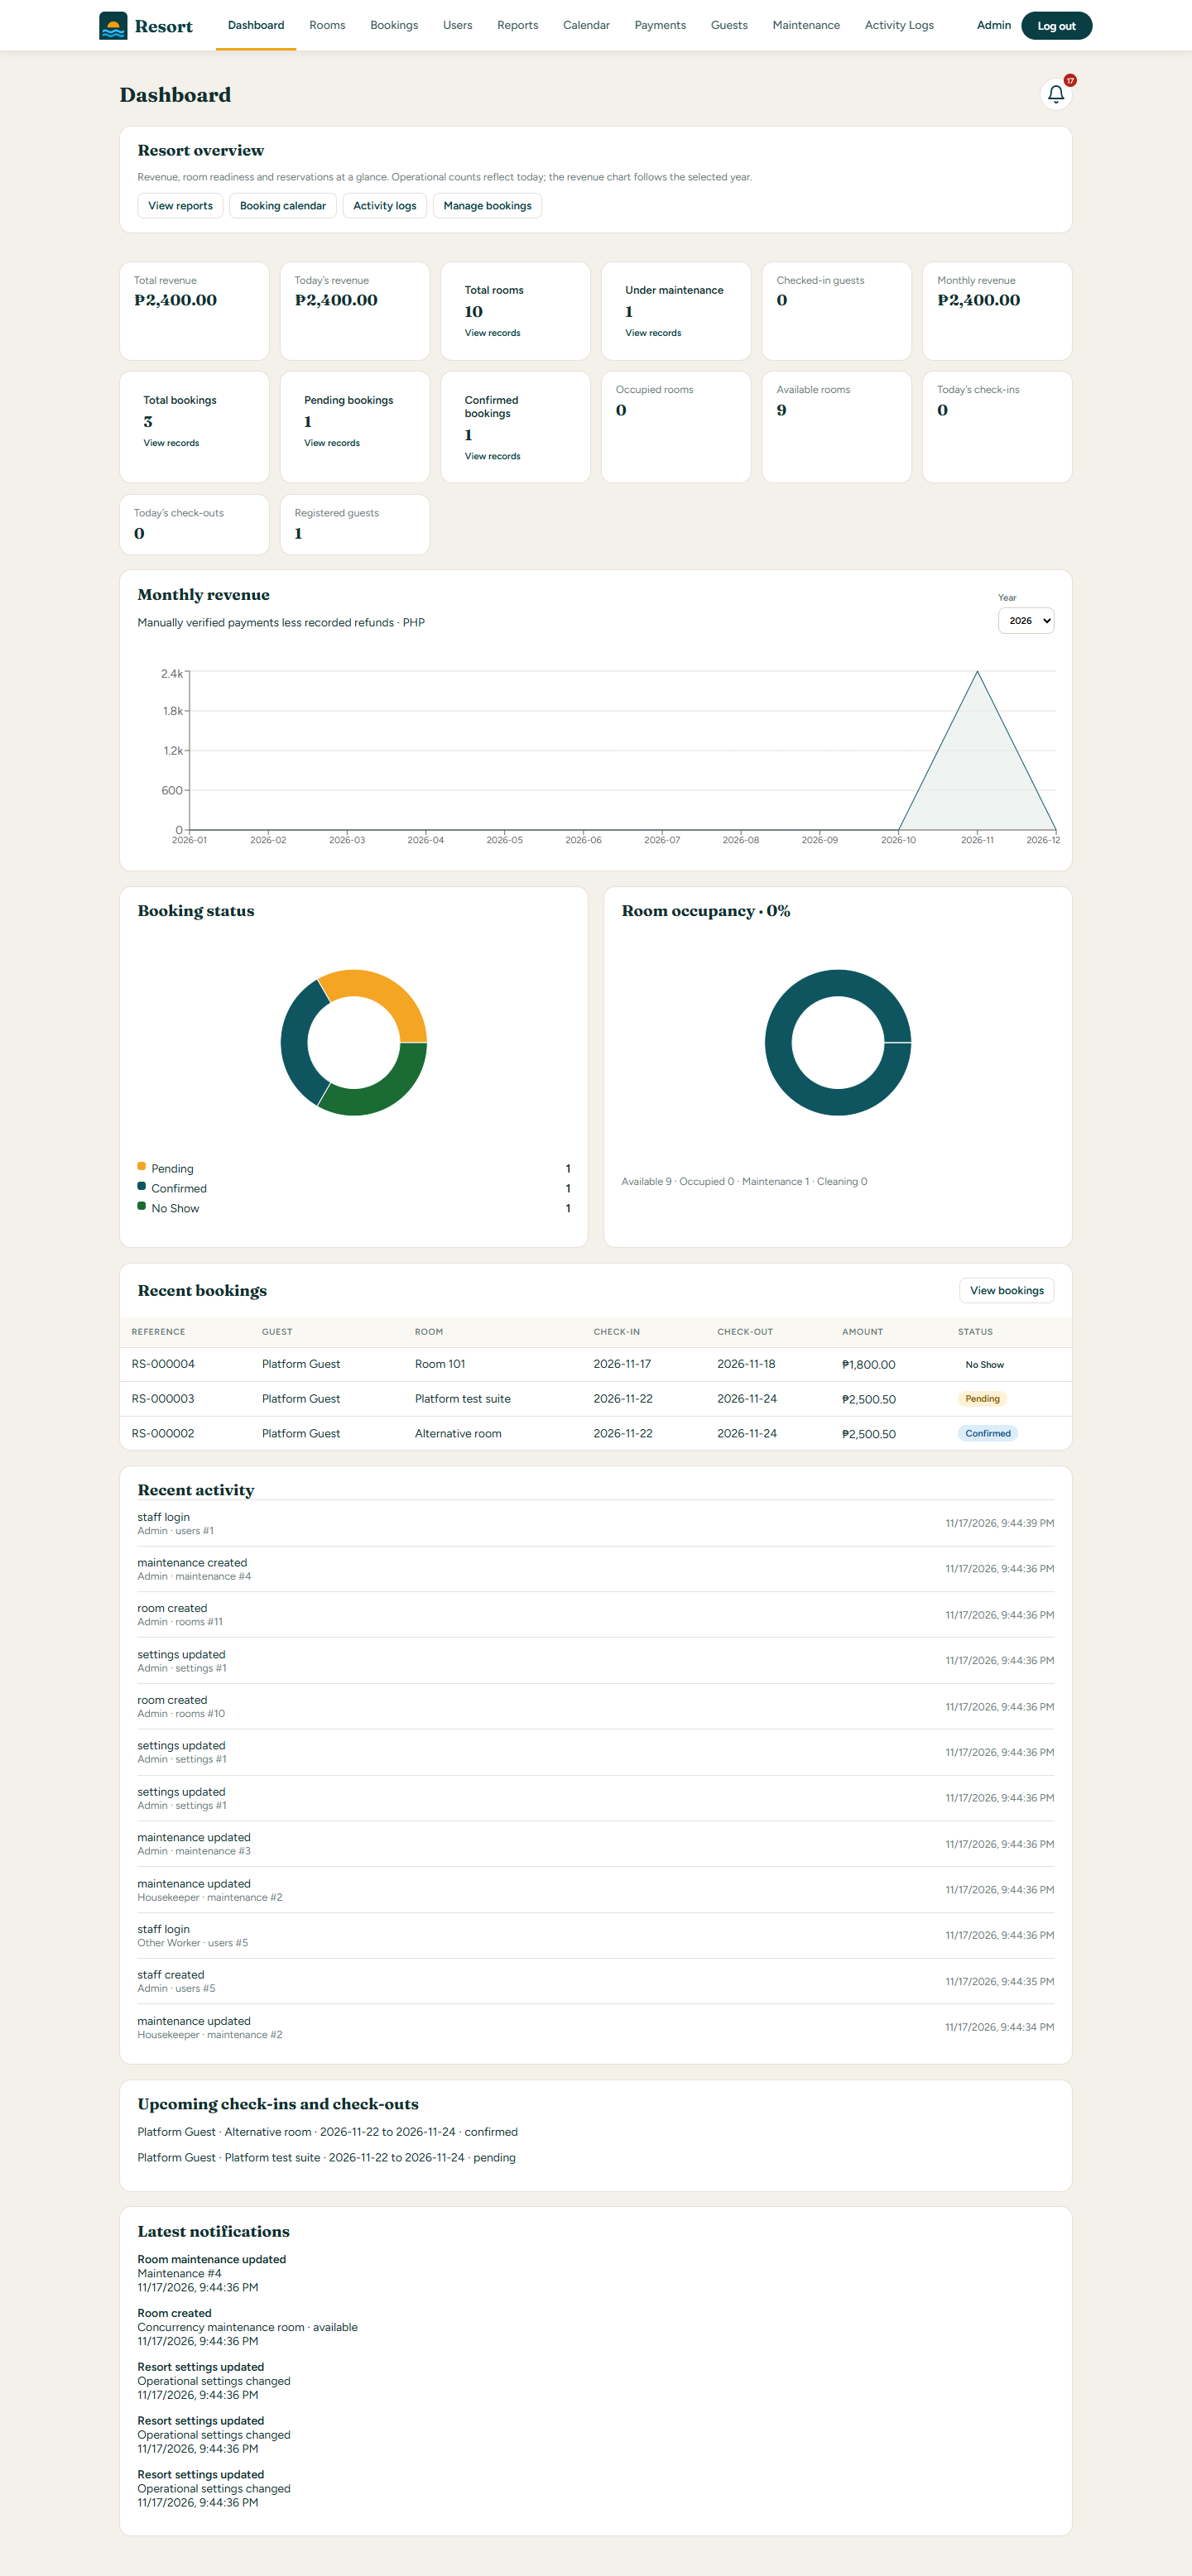 Resort
Dashboard Rooms Bookings Users Reports Calendar Payments Guests Maintenance Activity Logs Admin Log out
Dashboard
17
Resort overview
Revenue, room readiness and reservations at a glance. Operational counts reflect today; the revenue chart follows the selected year.
View reports Booking calendar Activity logs Manage bookings
Total revenue
₱2,400.00
Today's revenue
₱2,400.00
Total rooms
10
View records
Under maintenance
1
View records
Checked-in guests
0
Monthly revenue
₱2,400.00
Total bookings
3
View records
Pending bookings
1
View records
Confirmed
bookings
1
View records
Occupied rooms
0
Available rooms
9
Today's check-ins
0
Today's check-outs
0
Registered guests
1
Monthly revenue
Manually verified payments less recorded refunds · PHP
Year
2026
2.4k
1.8k
1.2k
600
0
2026-01 2026-02 2026-03 2026-04 2026-05 2026-06 2026-07 2026-08 2026-09 2026-10 2026-11 2026-12
Booking status
Pending 1
Confirmed 1
No Show 1
Room occupancy · 0%
Available 9 · Occupied 0 · Maintenance 1 · Cleaning 0
Recent bookings
View bookings
REFERENCE GUEST ROOM CHECK-IN CHECK-OUT AMOUNT STATUS
RS-000004 Platform Guest Room 101 2026-11-17 2026-11-18 ₱1,800.00 No Show
RS-000003 Platform Guest Platform test suite 2026-11-22 2026-11-24 ₱2,500.50 Pending
RS-000002 Platform Guest Alternative room 2026-11-22 2026-11-24 ₱2,500.50 Confirmed
Recent activity
staff login
Admin · users #1
11/17/2026, 9:44:39 PM
maintenance created
Admin · maintenance #4
11/17/2026, 9:44:36 PM
room created
Admin · rooms #11
11/17/2026, 9:44:36 PM
settings updated
Admin · settings #1
11/17/2026, 9:44:36 PM
room created
Admin · rooms #10
11/17/2026, 9:44:36 PM
settings updated
Admin · settings #1
11/17/2026, 9:44:36 PM
settings updated
Admin · settings #1
11/17/2026, 9:44:36 PM
maintenance updated
Admin · maintenance #3
11/17/2026, 9:44:36 PM
maintenance updated
Housekeeper · maintenance #2
11/17/2026, 9:44:36 PM
staff login
Other Worker · users #5
11/17/2026, 9:44:36 PM
staff created
Admin · users #5
11/17/2026, 9:44:35 PM
maintenance updated
Housekeeper · maintenance #2
11/17/2026, 9:44:34 PM
Upcoming check-ins and check-outs
Platform Guest · Alternative room · 2026-11-22 to 2026-11-24 · confirmed
Platform Guest · Platform test suite · 2026-11-22 to 2026-11-24 · pending
Latest notifications
Room maintenance updated
Maintenance #4
11/17/2026, 9:44:36 PM
Room created
Concurrency maintenance room · available
11/17/2026, 9:44:36 PM
Resort settings updated
Operational settings changed
11/17/2026, 9:44:36 PM
Resort settings updated
Operational settings changed
11/17/2026, 9:44:36 PM
Resort settings updated
Operational settings changed
11/17/2026, 9:44:36 PM